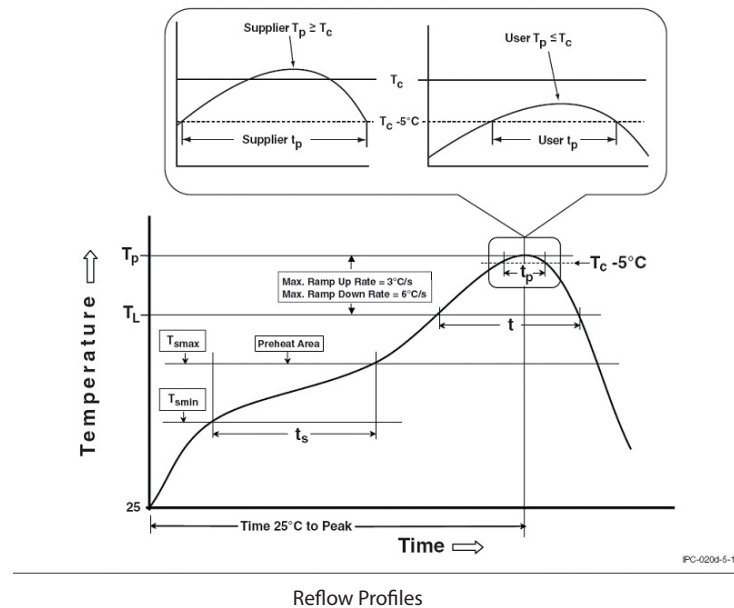 Supplier Tp ≥ Tc
User Tp ≤ Tc
Tc
Tc -5°C
Supplier tp
User tp
Tp
Tc -5°C
tp
Max. Ramp Up Rate = 3°C/s
Max. Ramp Down Rate = 6°C/s
TL
t
Tsmax
Preheat Area
Tsmin
ts
Temperature
25
Time 25°C to Peak
Time
IPC-020d-5-1
Reflow Profiles